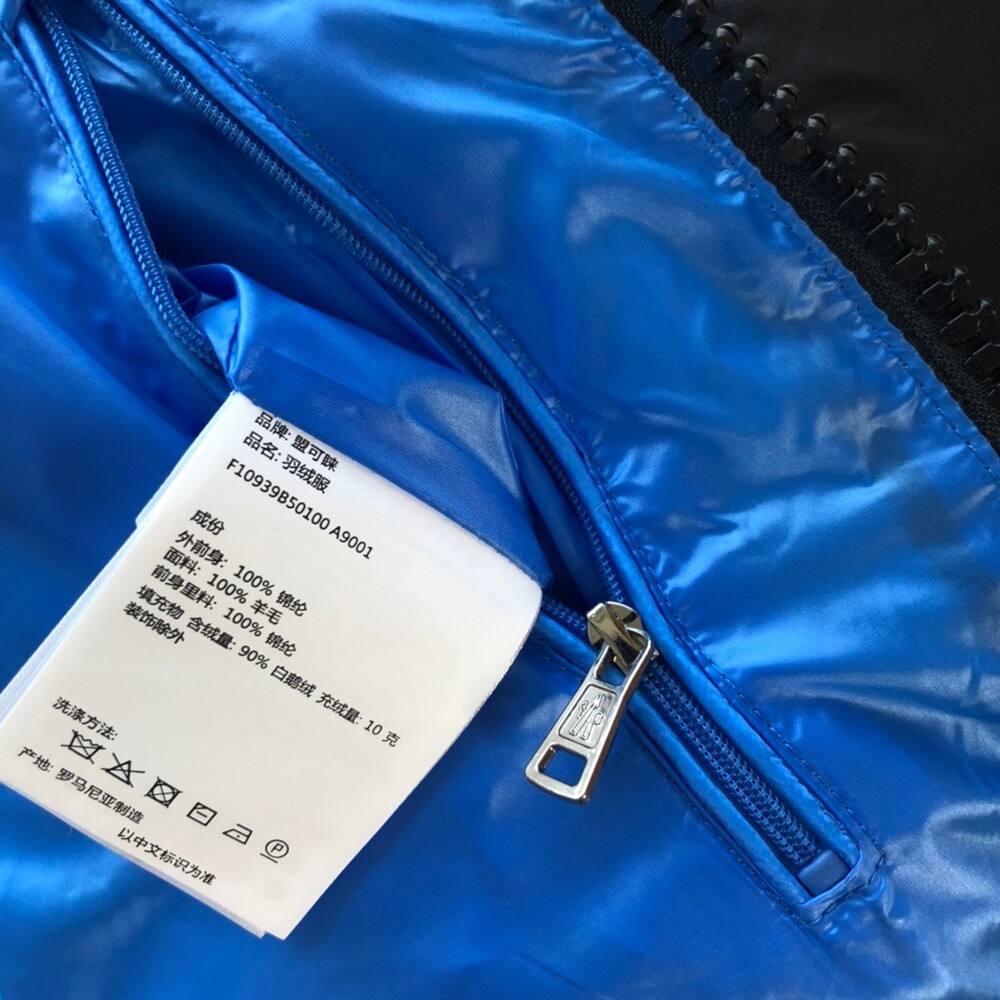 品牌: 盟可睐
品名: 羽绒服
F10939B50100 A9001
成份
外前身: 100% 锦纶
面料: 100% 羊毛
前身里料: 100% 锦纶
填充物 含绒量: 90% 白鹅绒 充绒量: 10 克
装饰除外
洗涤方法:
P
产地: 罗马尼亚制造
以中文标识为准